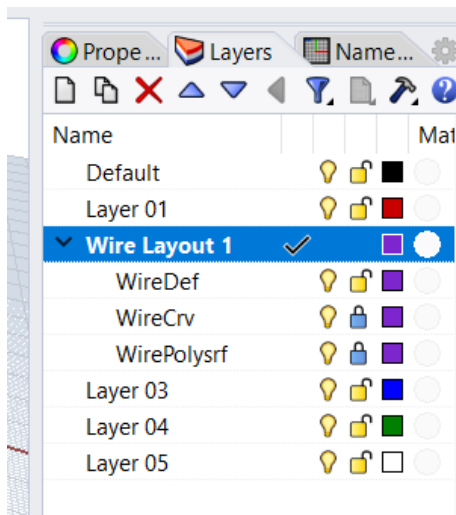 Prope ... Layers Name...
Name Mat
Default
Layer 01
Wire Layout 1
WireDef
WireCrv
WirePolysrf
Layer 03
Layer 04
Layer 05